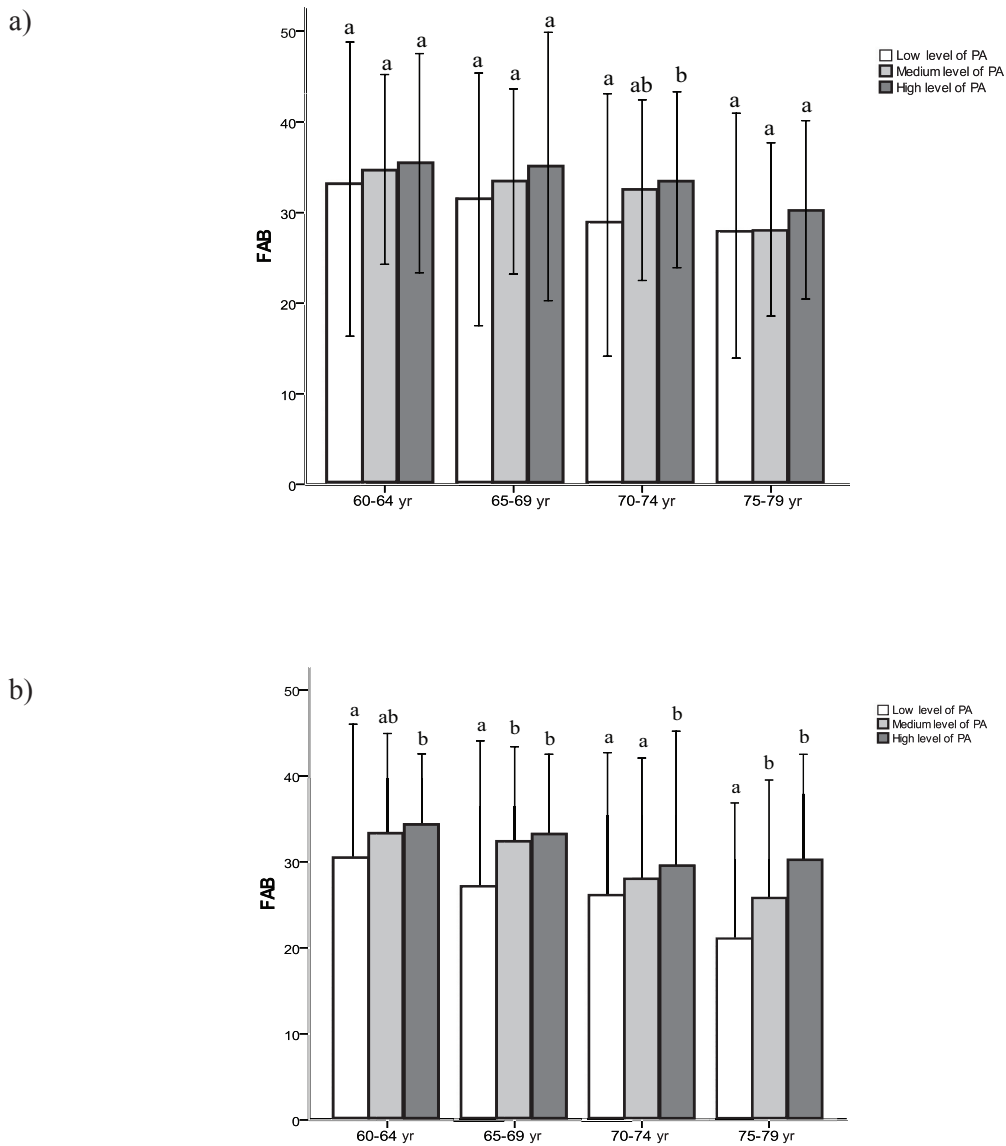 a)
a
a
a
a
a
a
a
ab
b
a
a
a
Low level of PA
Medium level of PA
High level of PA
50
40
30
20
10
0
FAB
60-64 yr 65-69 yr 70-74 yr 75-79 yr
b)
a
ab
b
a
b
b
a
a
b
a
b
b
Low level of PA
Medium level of PA
High level of PA
50
40
30
20
10
0
FAB
60-64 yr 65-69 yr 70-74 yr 75-79 yr